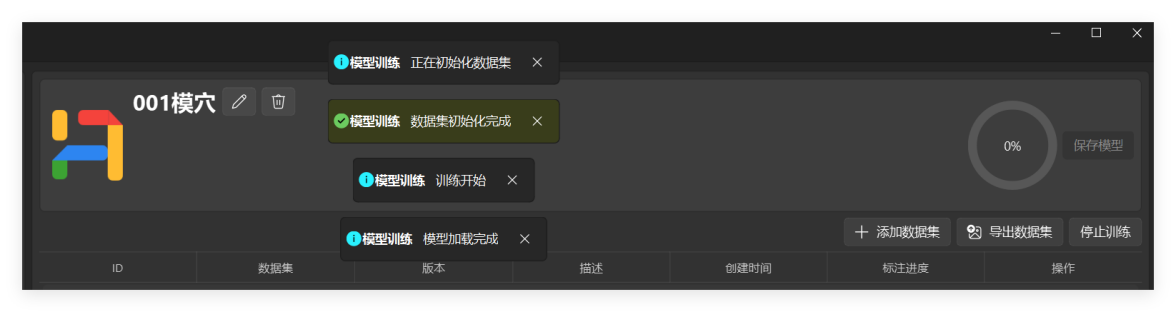 模型训练 正在初始化数据集
001模穴
模型训练 数据集初始化完成
0%
保存模型
模型训练 训练开始
模型训练 模型加载完成
添加数据集 导出数据集 停止训练
ID 数据集 版本 描述 创建时间 标注进度 操作